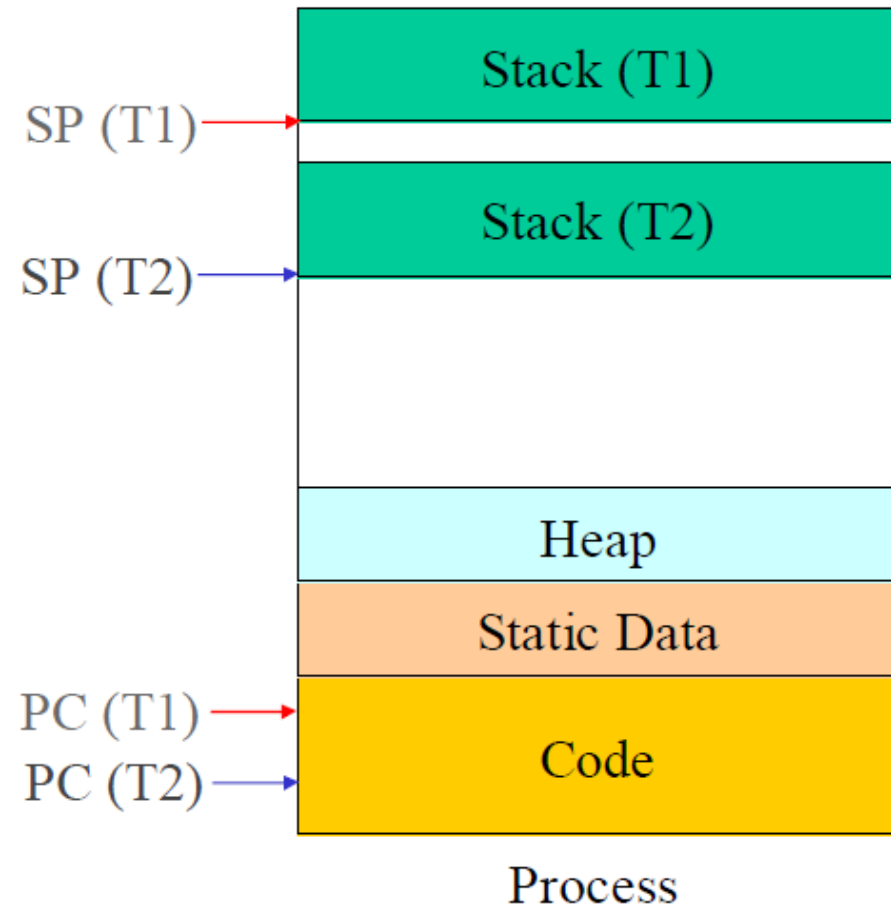 Stack (T1)
SP (T1)
Stack (T2)
SP (T2)
Heap
Static Data
PC (T1)
Code
PC (T2)
Process